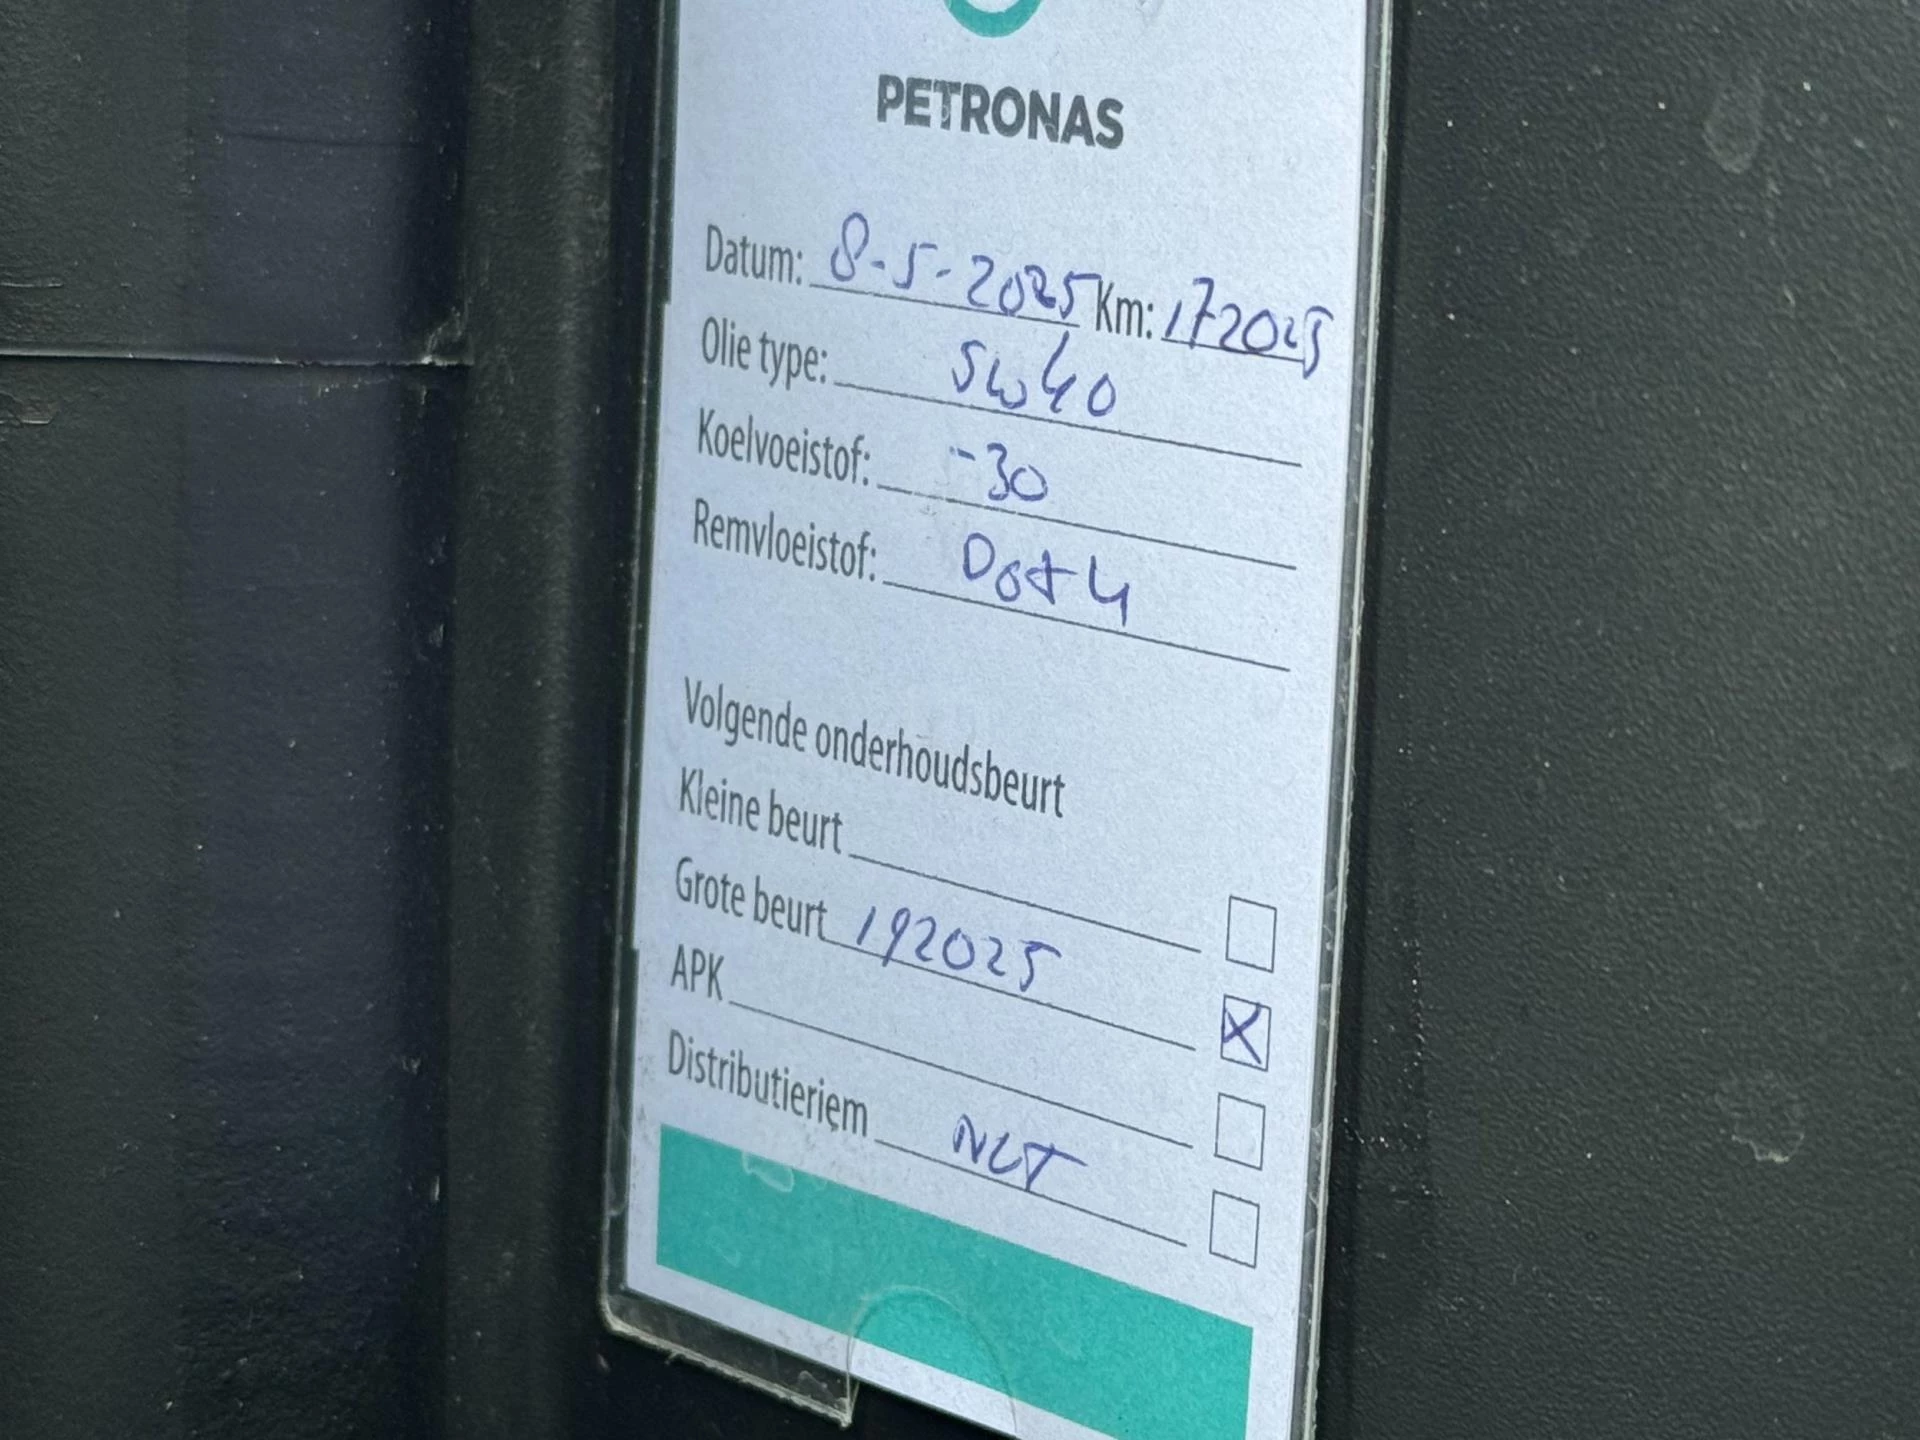 PETRONAS
Datum: 8-5-2025 Km: 172025
Olie type: 5w40
Koelvoeistof: -30
Remvloeistof: Dot 4
Volgende onderhoudsbeurt
Kleine beurt
Grote beurt 192025 X
APK
Distributieriem